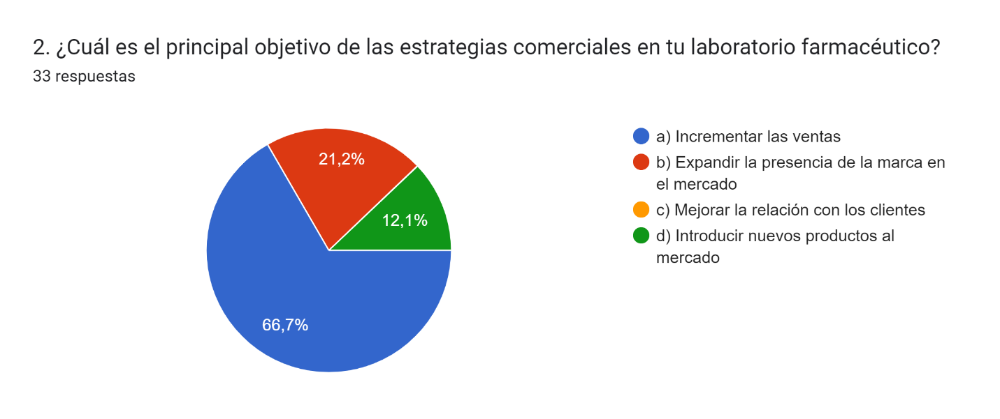 2. ¿Cuál es el principal objetivo de las estrategias comerciales en tu laboratorio farmacéutico?
33 respuestas
21,2%
12,1%
66,7%
a) Incrementar las ventas
b) Expandir la presencia de la marca en
el mercado
c) Mejorar la relación con los clientes
d) Introducir nuevos productos al
mercado